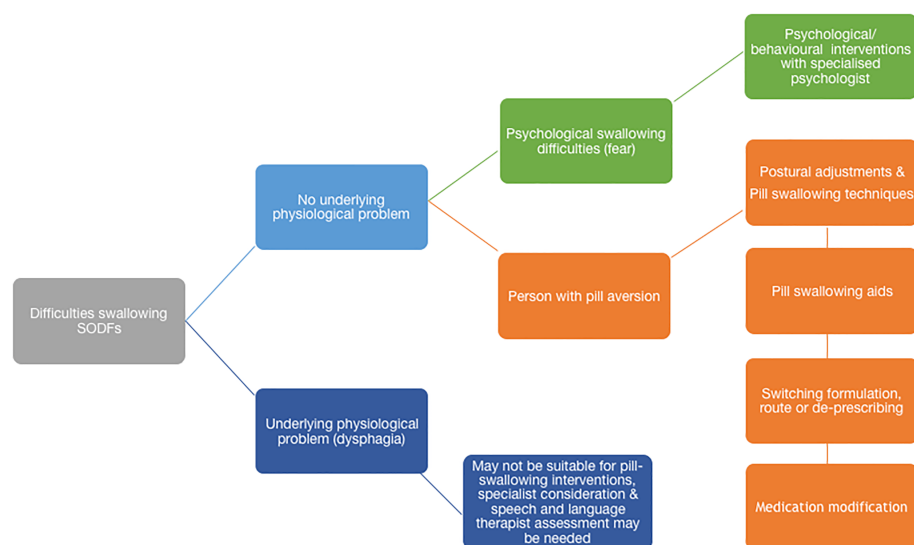 Difficulties swallowing
SODFs
No underlying
physiological problem
Underlying physiological
problem (dysphagia)
Psychological swallowing
difficulties (fear)
Person with pill aversion
May not be suitable for pill-
swallowing interventions,
specialist consideration &
speech and language
therapist assessment may
be needed
Psychological/
behavioural interventions
with specialised
psychologist
Postural adjustments &
Pill swallowing techniques
Pill swallowing aids
Switching formulation,
route or de-prescribing
Medication modification